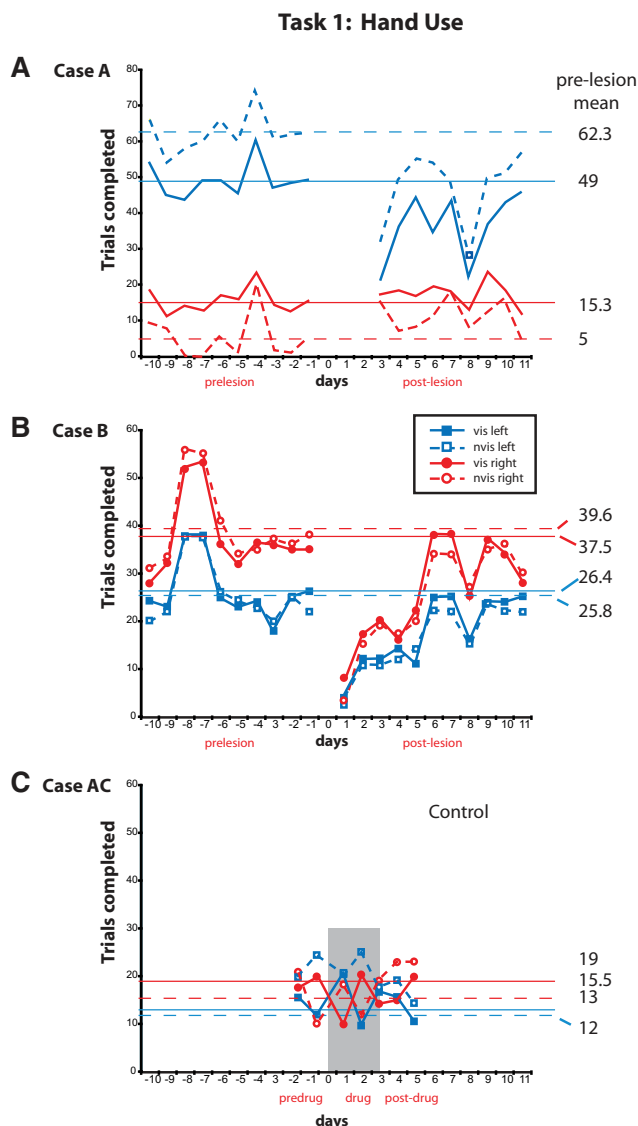 Task 1: Hand Use
A Case A
pre-lesion
mean
80
70
60
50
40
30
20
10
0
Trials completed
62.3
49
15.3
5
-10 -9 -8 -7 -6 -5 -4 -3 -2 -1 0 1 2 3 4 5 6 7 8 9 10 11
prelesion days post-lesion
B Case B
60
50
40
30
20
10
0
Trials completed
vis left
nvis left
vis right
nvis right
39.6
37.5
26.4
25.8
-10 -9 -8 -7 -6 -5 -4 -3 -2 -1 0 1 2 3 4 5 6 7 8 9 10 11
prelesion days post-lesion
C Case AC
Control
60
50
40
30
20
10
0
Trials completed
19
15.5
13
12
-10 -9 -8 -7 -6 -5 -4 -3 -2 -1 0 1 2 3 4 5 6 7 8 9 10 11
predrug drug post-drug
days